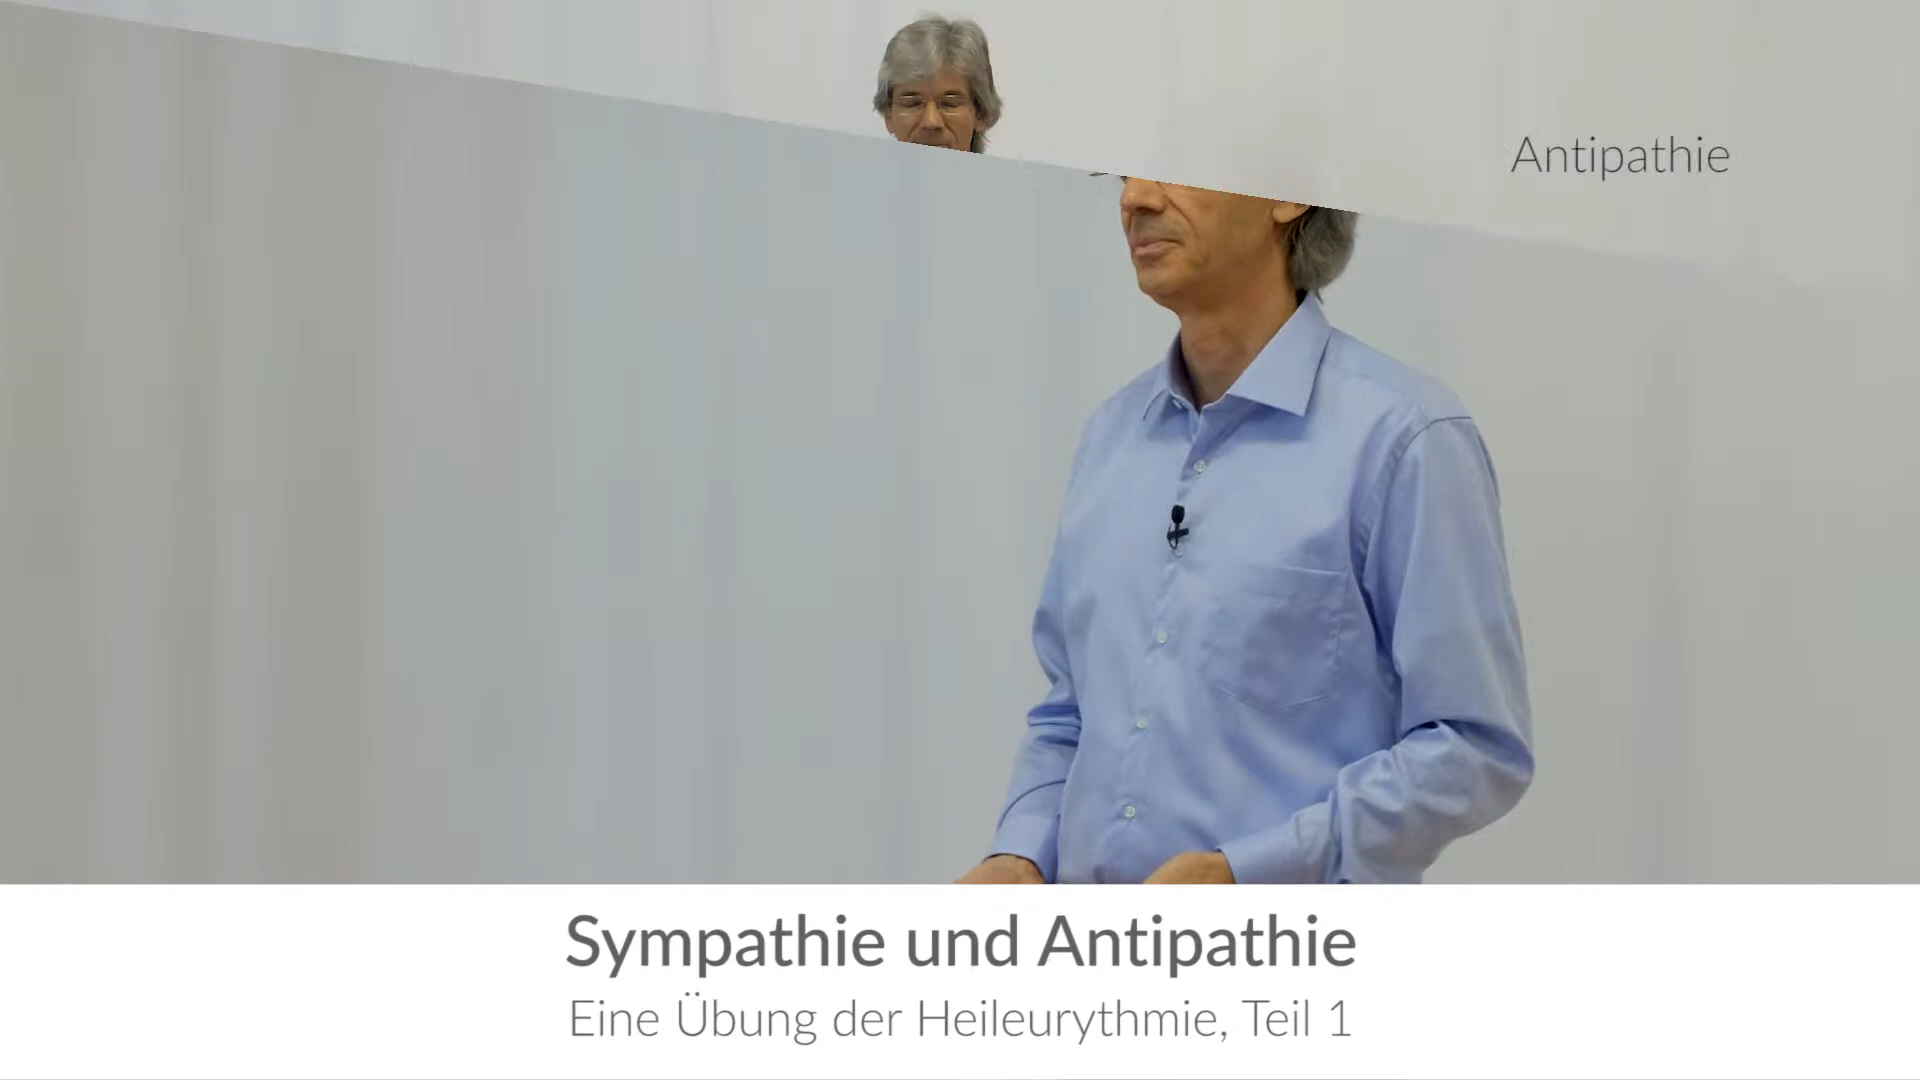 Antipathie
Sympathie und Antipathie
Eine Übung der Heileurythmie, Teil 1